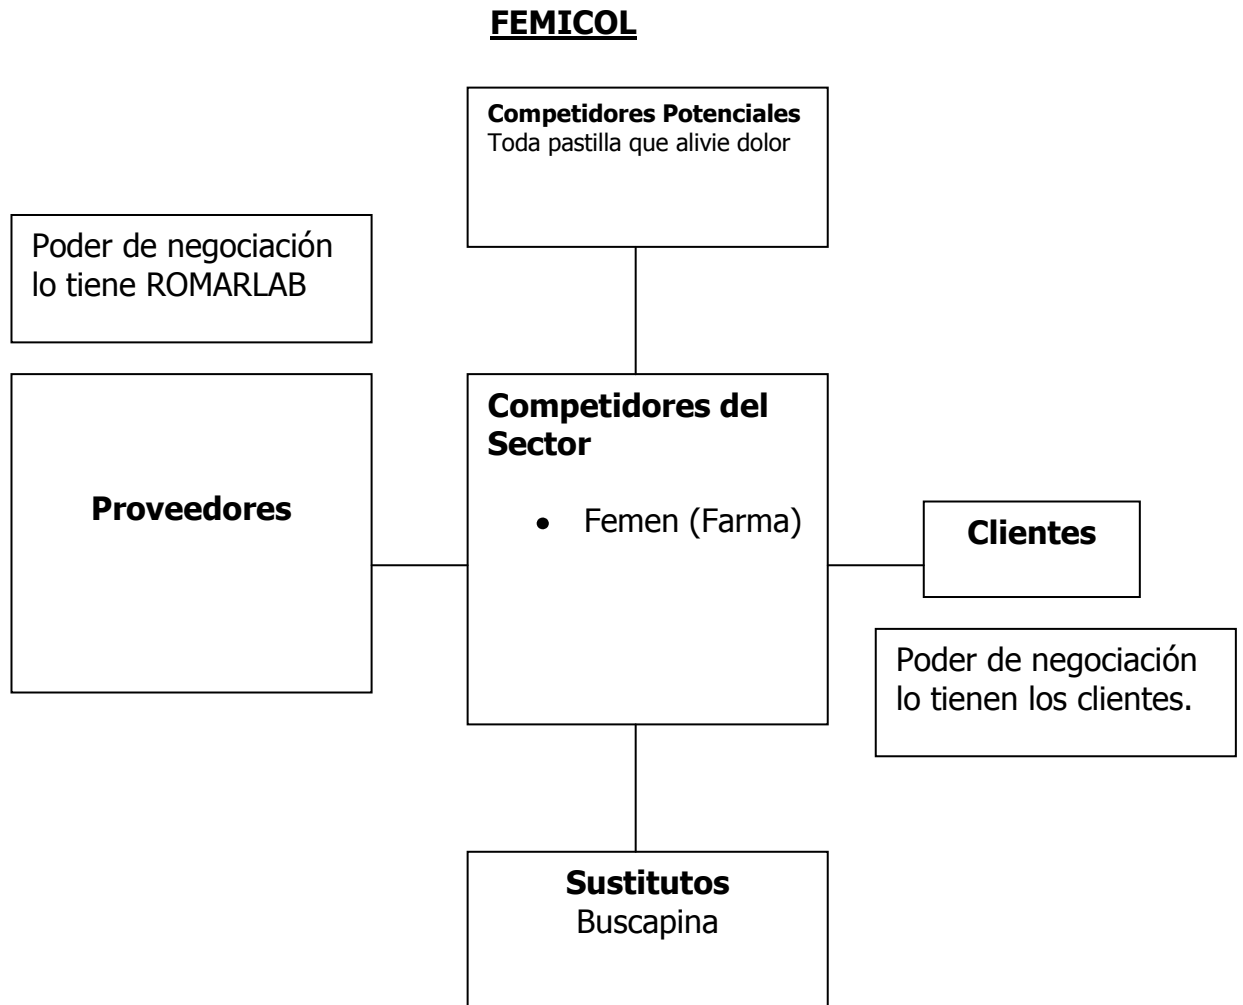 FEMICOL
Competidores Potenciales
Toda pastilla que alivie dolor
Poder de negociación
lo tiene ROMARLAB
Proveedores
Competidores del
Sector
• Femen (Farma)
Clientes
Poder de negociación
lo tienen los clientes.
Sustitutos
Buscapina